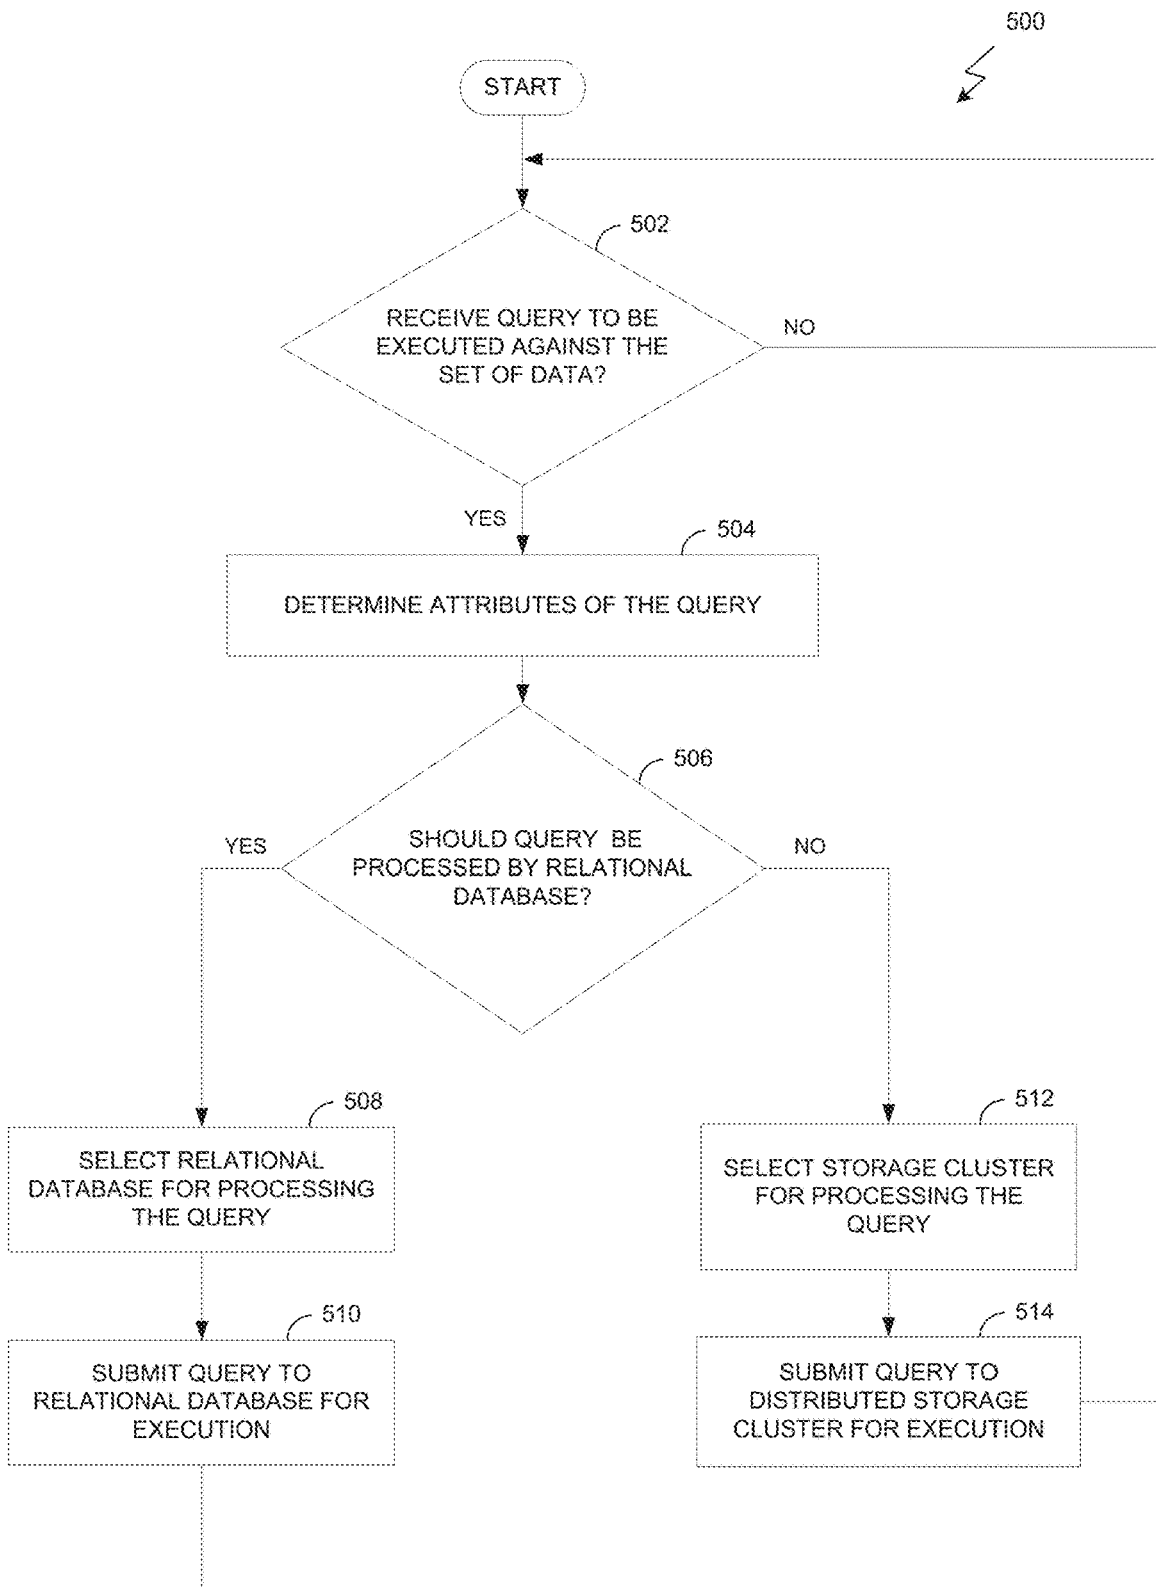 500
START
502
RECEIVE QUERY TO BE
EXECUTED AGAINST THE
SET OF DATA?
NO
YES
504
DETERMINE ATTRIBUTES OF THE QUERY
506
SHOULD QUERY BE
PROCESSED BY RELATIONAL
DATABASE?
YES
NO
508
SELECT RELATIONAL
DATABASE FOR PROCESSING
THE QUERY
512
SELECT STORAGE CLUSTER
FOR PROCESSING THE
QUERY
510
SUBMIT QUERY TO
RELATIONAL DATABASE FOR
EXECUTION
514
SUBMIT QUERY TO
DISTRIBUTED STORAGE
CLUSTER FOR EXECUTION